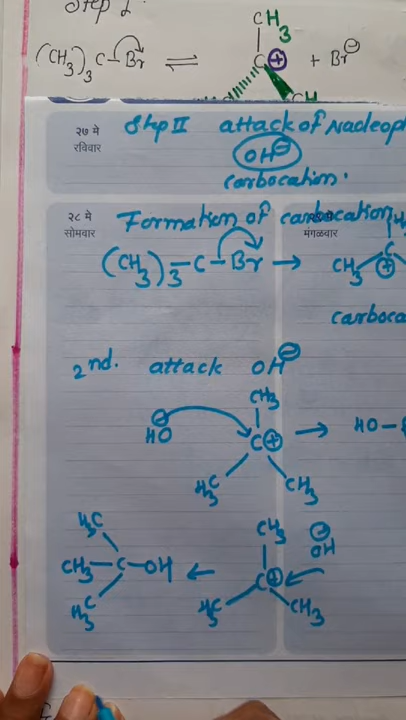 Step I
(CH3)3 C-Br ⇌ CH3 C⊕ + Br⊖
CH
२७ मे
रविवार
Step II attack of Nucleop
OH⊖
carbocation.
२८ मे
सोमवार
Formation of carbocation
मंगळवार
(CH3)3-C-Br → CH3 C⊕
carboca
2nd. attack OH⊖
CH3
⊖HO C⊕ → HO-
H3C CH3
H3C CH3 ⊖OH
CH3-C-OH ← C⊕
H3C H3C CH3